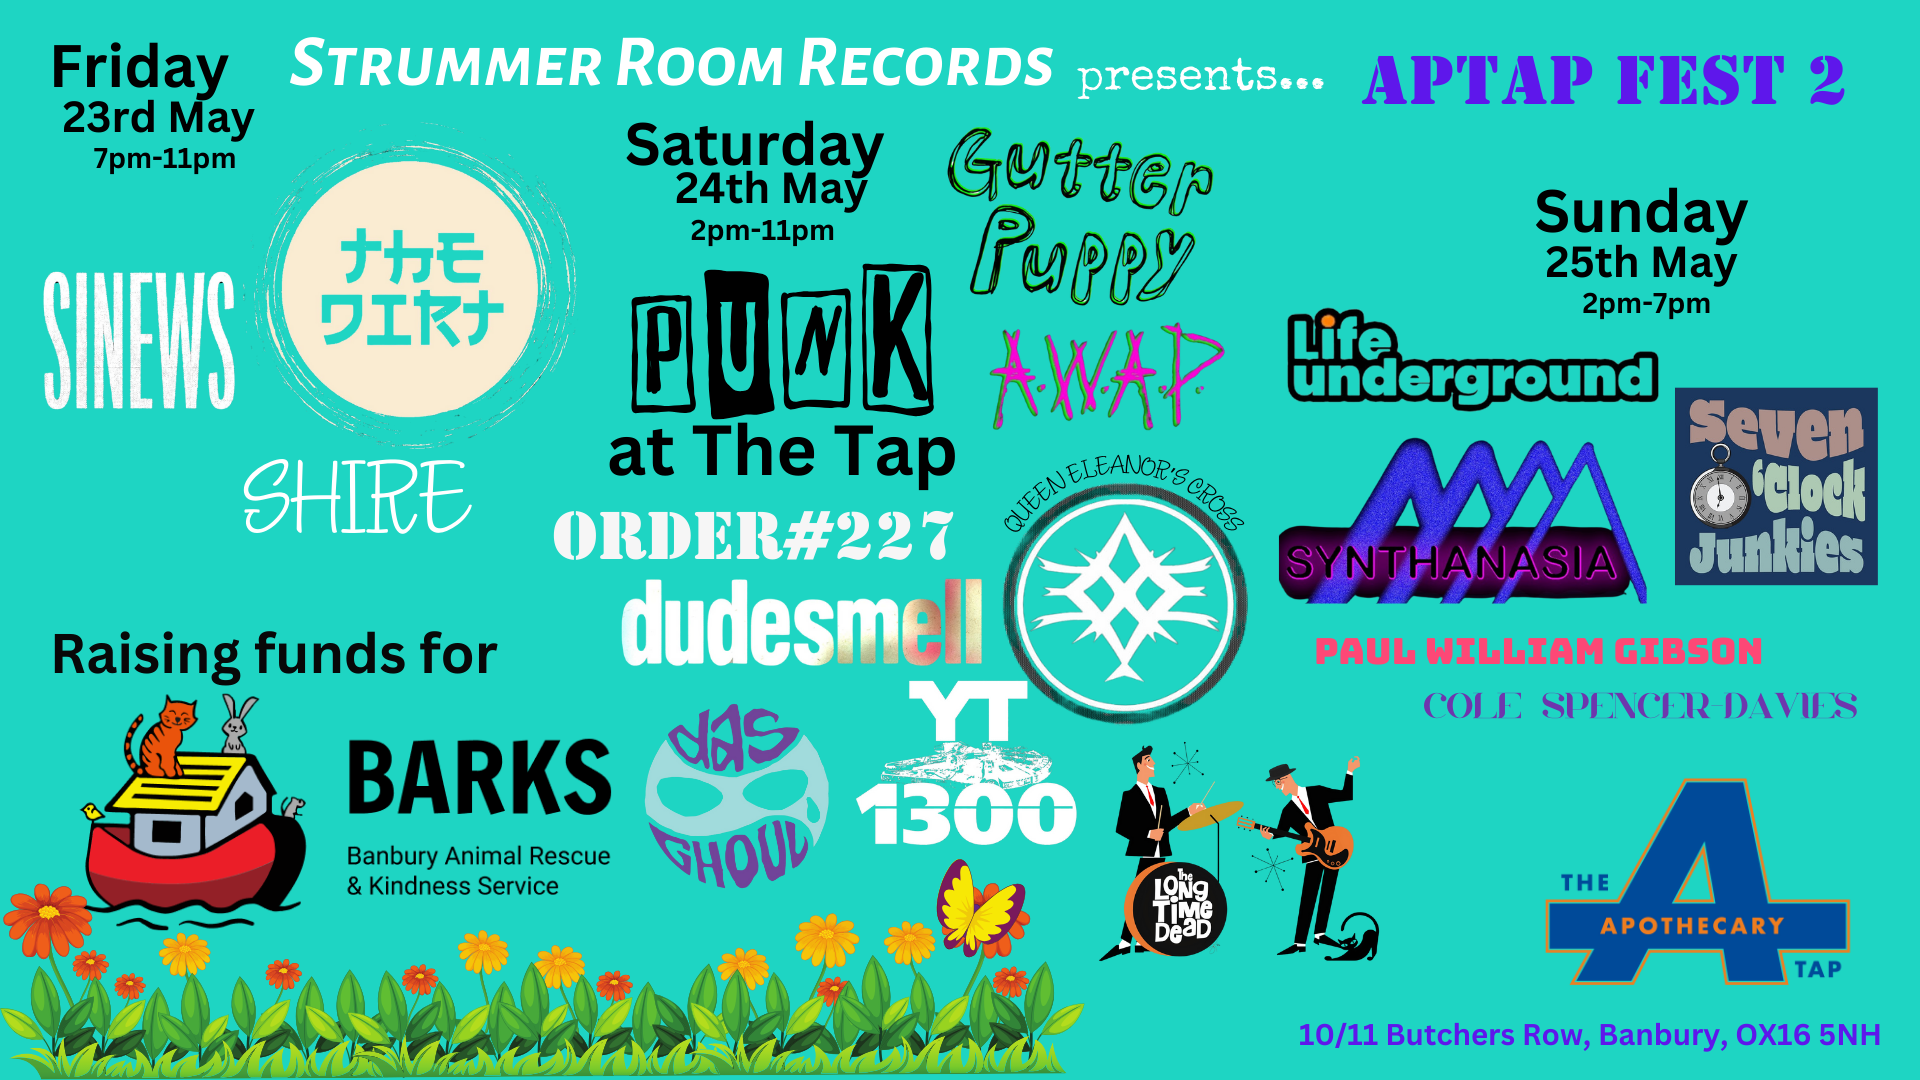 STRUMMER ROOM RECORDS presents...
APTAP FEST 2
Friday
23rd May
7pm-11pm
THE
DIRT
SINEWS
SHIRE
Saturday
24th May
2pm-11pm
PUNK
at The Tap
Gutter
Puppy
A.W.A.P.
ORDER#227
QUEEN ELEANOR'S CROSS
dudesmell
das
GHOUL
YT
1300
The
LONG
TIME
DEAD
Sunday
25th May
2pm-7pm
Life
underground
Seven
'Clock
Junkies
SYNTHANASIA
PAUL WILLIAM GIBSON
COLE SPENCER-DAVIES
Raising funds for
BARKS
Banbury Animal Rescue
& Kindness Service
THE
APOTHECARY
TAP
10/11 Butchers Row, Banbury, OX16 5NH